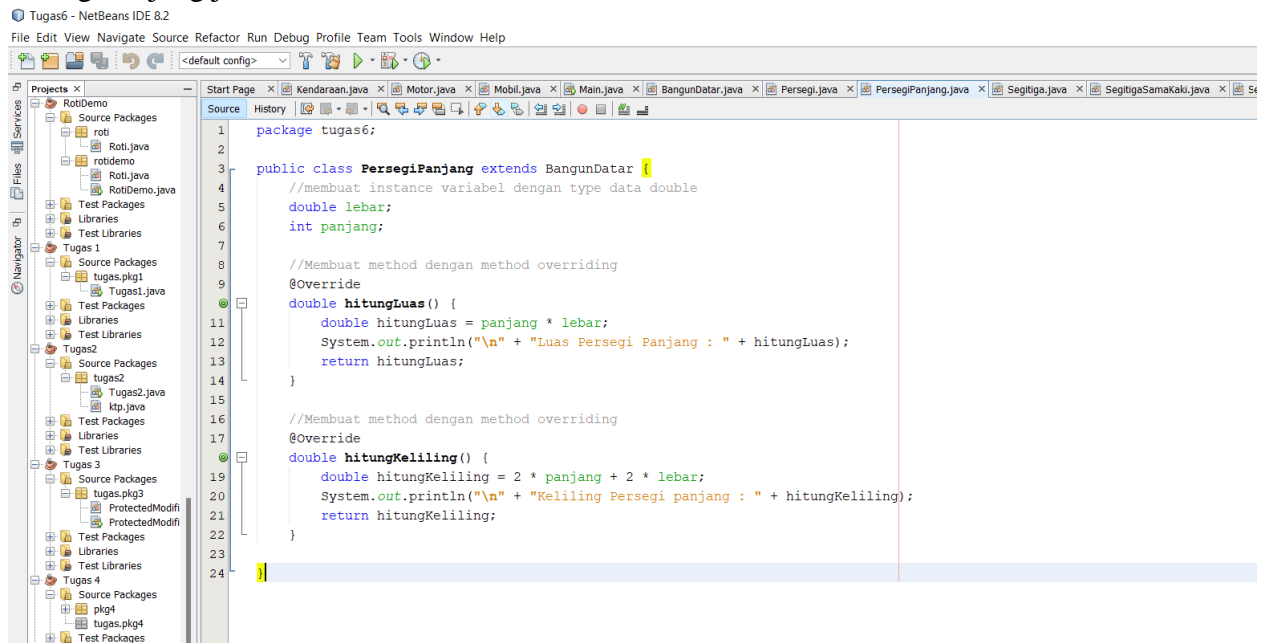 Tugas6 - NetBeans IDE 8.2
File Edit View Navigate Source Refactor Run Debug Profile Team Tools Window Help
<default config>
Projects
Start Page Kendaraan.java Motor.java Mobil.java Main.java BangunDatar.java Persegi.java PersegiPanjang.java Segitiga.java SegitigaSamaKaki.java Se
Source History
Services
Files
Navigator
RotiDemo
Source Packages
roti
Roti.java
rotidemo
Roti.java
RotiDemo.java
Test Packages
Libraries
Test Libraries
Tugas 1
Source Packages
tugas.pkg1
Tugas1.java
Test Packages
Libraries
Test Libraries
Tugas2
Source Packages
tugas2
Tugas2.java
ktp.java
Test Packages
Libraries
Test Libraries
Tugas 3
Source Packages
tugas.pkg3
ProtectedModifi
ProtectedModifi
Test Packages
Libraries
Test Libraries
Tugas 4
Source Packages
pkg4
tugas.pkg4
Test Packages
1 package tugas6;
2
3 public class PersegiPanjang extends BangunDatar {
4 //membuat instance variabel dengan type data double
5 double lebar;
6 int panjang;
7
8 //Membuat method dengan method overriding
9 @Override
double hitungLuas() {
11 double hitungLuas = panjang * lebar;
12 System.out.println("\n" + "Luas Persegi Panjang : " + hitungLuas);
13 return hitungLuas;
14 }
15
16 //Membuat method dengan method overriding
17 @Override
double hitungKeliling() {
19 double hitungKeliling = 2 * panjang + 2 * lebar;
20 System.out.println("\n" + "Keliling Persegi panjang : " + hitungKeliling);
21 return hitungKeliling;
22 }
23
24 }